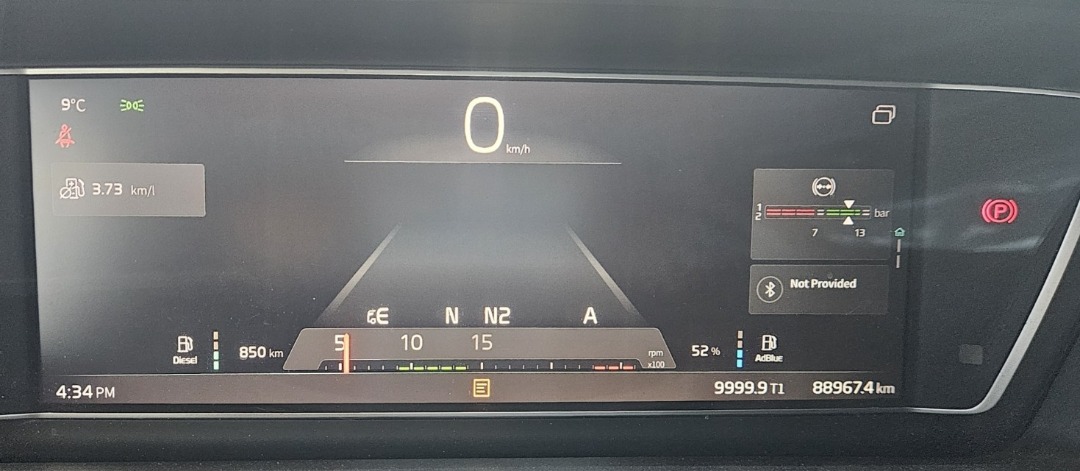 9°C
0 km/h
3.73 km/l
1
2
bar
7 13
Not Provided
E N N2 A
5 10 15
rpm
x100
Diesel
850 km
52 %
AdBlue
4:34 PM
9999.9 T1 88967.4 km
P